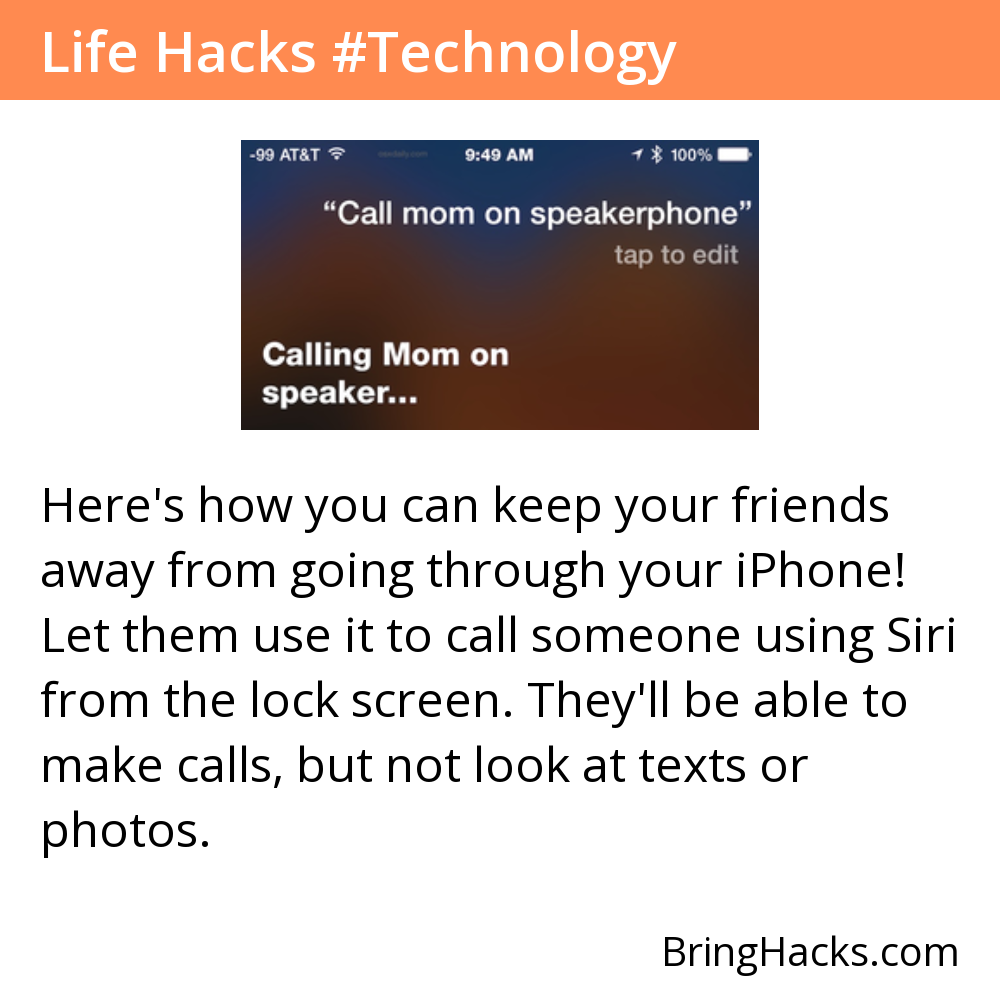 Life Hacks #Technology
-99 AT&T 9:49 AM 100%
“Call mom on speakerphone”
tap to edit
Calling Mom on
speaker...
Here's how you can keep your friends
away from going through your iPhone!
Let them use it to call someone using Siri
from the lock screen. They'll be able to
make calls, but not look at texts or
photos.
BringHacks.com